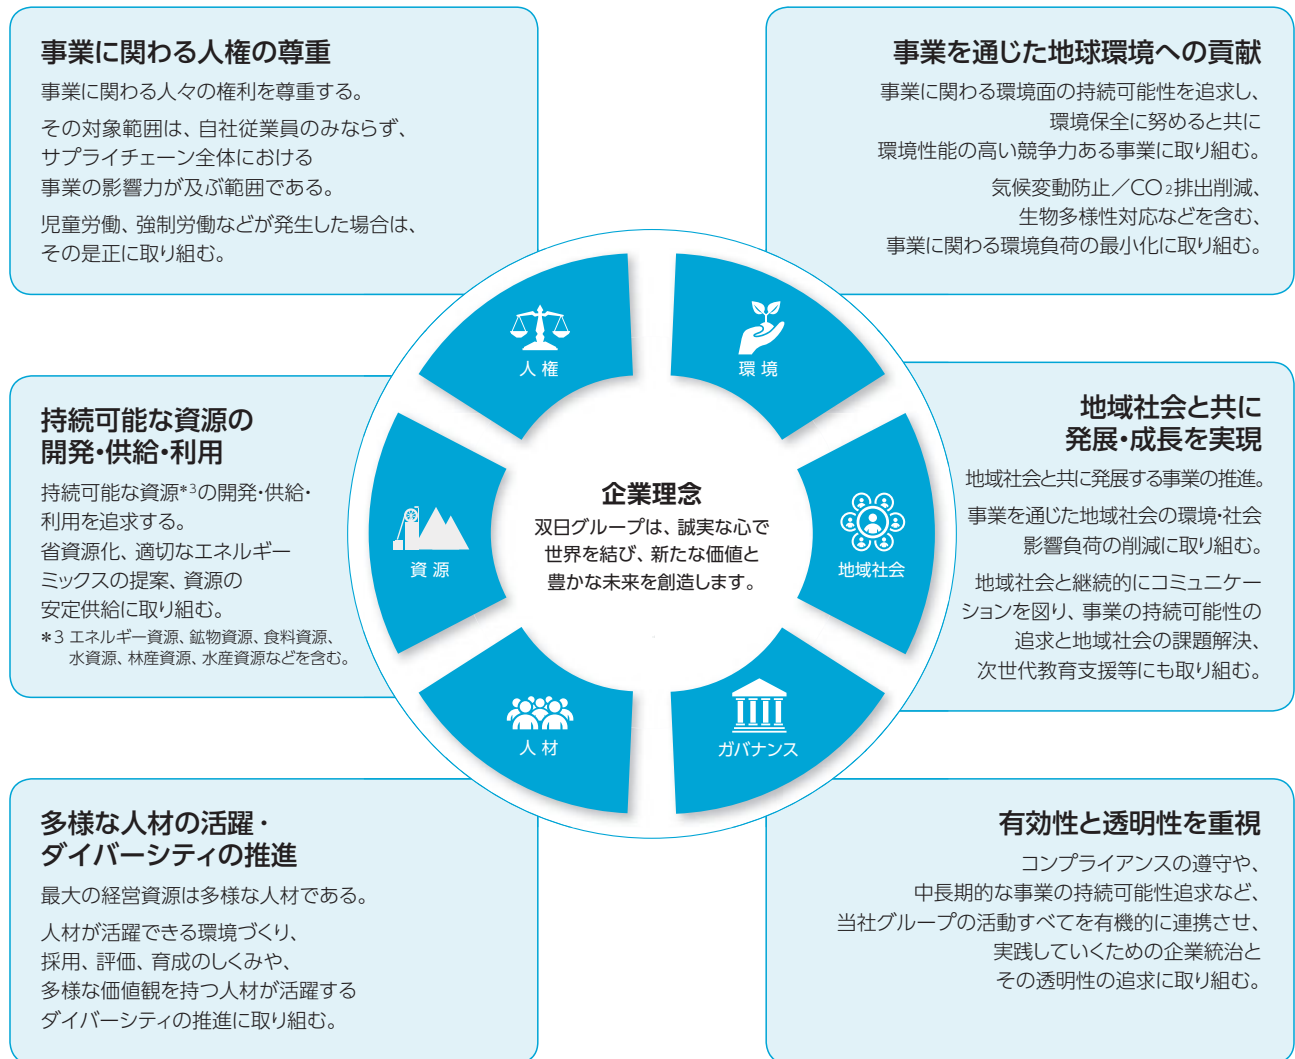 事業に関わる人権の尊重
事業に関わる人々の権利を尊重する。
その対象範囲は、自社従業員のみならず、
サプライチェーン全体における
事業の影響力が及ぶ範囲である。
児童労働、強制労働などが発生した場合は、
その是正に取り組む。
事業を通じた地球環境への貢献
事業に関わる環境面の持続可能性を追求し、
環境保全に努めると共に
環境性能の高い競争力ある事業に取り組む。
気候変動防止／CO2排出削減、
生物多様性対応などを含む、
事業に関わる環境負荷の最小化に取り組む。
人権
環境
持続可能な資源の
開発・供給・利用
持続可能な資源*3の開発・供給・
利用を追求する。
省資源化、適切なエネルギー
ミックスの提案、資源の
安定供給に取り組む。
*3 エネルギー資源、鉱物資源、食料資源、
水資源、林産資源、水産資源などを含む。
資源
企業理念
双日グループは、誠実な心で
世界を結び、新たな価値と
豊かな未来を創造します。
地域社会
地域社会と共に
発展・成長を実現
地域社会と共に発展する事業の推進。
事業を通じた地域社会の環境・社会
影響負荷の削減に取り組む。
地域社会と継続的にコミュニケー
ションを図り、事業の持続可能性の
追求と地域社会の課題解決、
次世代教育支援等にも取り組む。
人材
ガバナンス
多様な人材の活躍・
ダイバーシティの推進
最大の経営資源は多様な人材である。
人材が活躍できる環境づくり、
採用、評価、育成のしくみや、
多様な価値観を持つ人材が活躍する
ダイバーシティの推進に取り組む。
有効性と透明性を重視
コンプライアンスの遵守や、
中長期的な事業の持続可能性追求など、
当社グループの活動すべてを有機的に連携させ、
実践していくための企業統治と
その透明性の追求に取り組む。